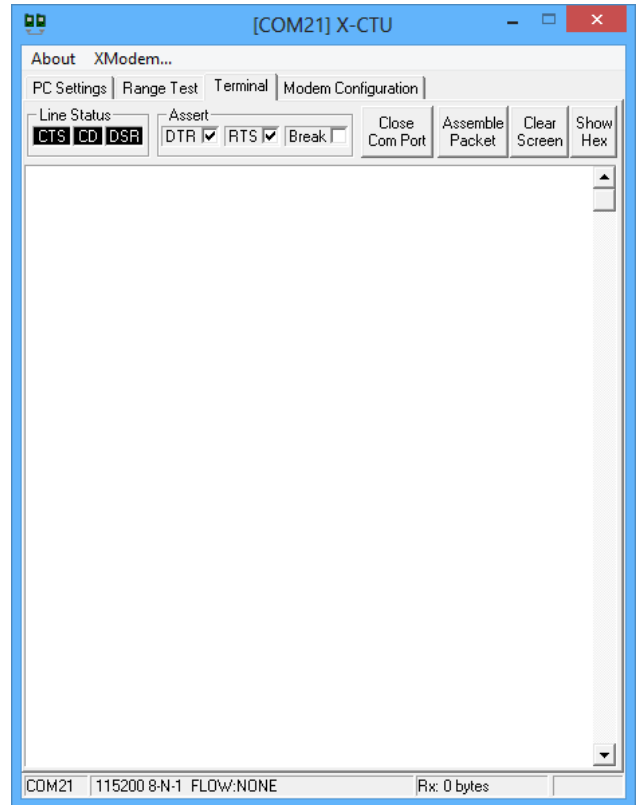 [COM21] X-CTU
About XModem...
PC Settings Range Test Terminal Modem Configuration
Line Status Assert
CTS CD DSR DTR RTS Break
Close Com Port
Assemble Packet
Clear Screen
Show Hex
COM21 115200 8-N-1 FLOW:NONE Rx: 0 bytes